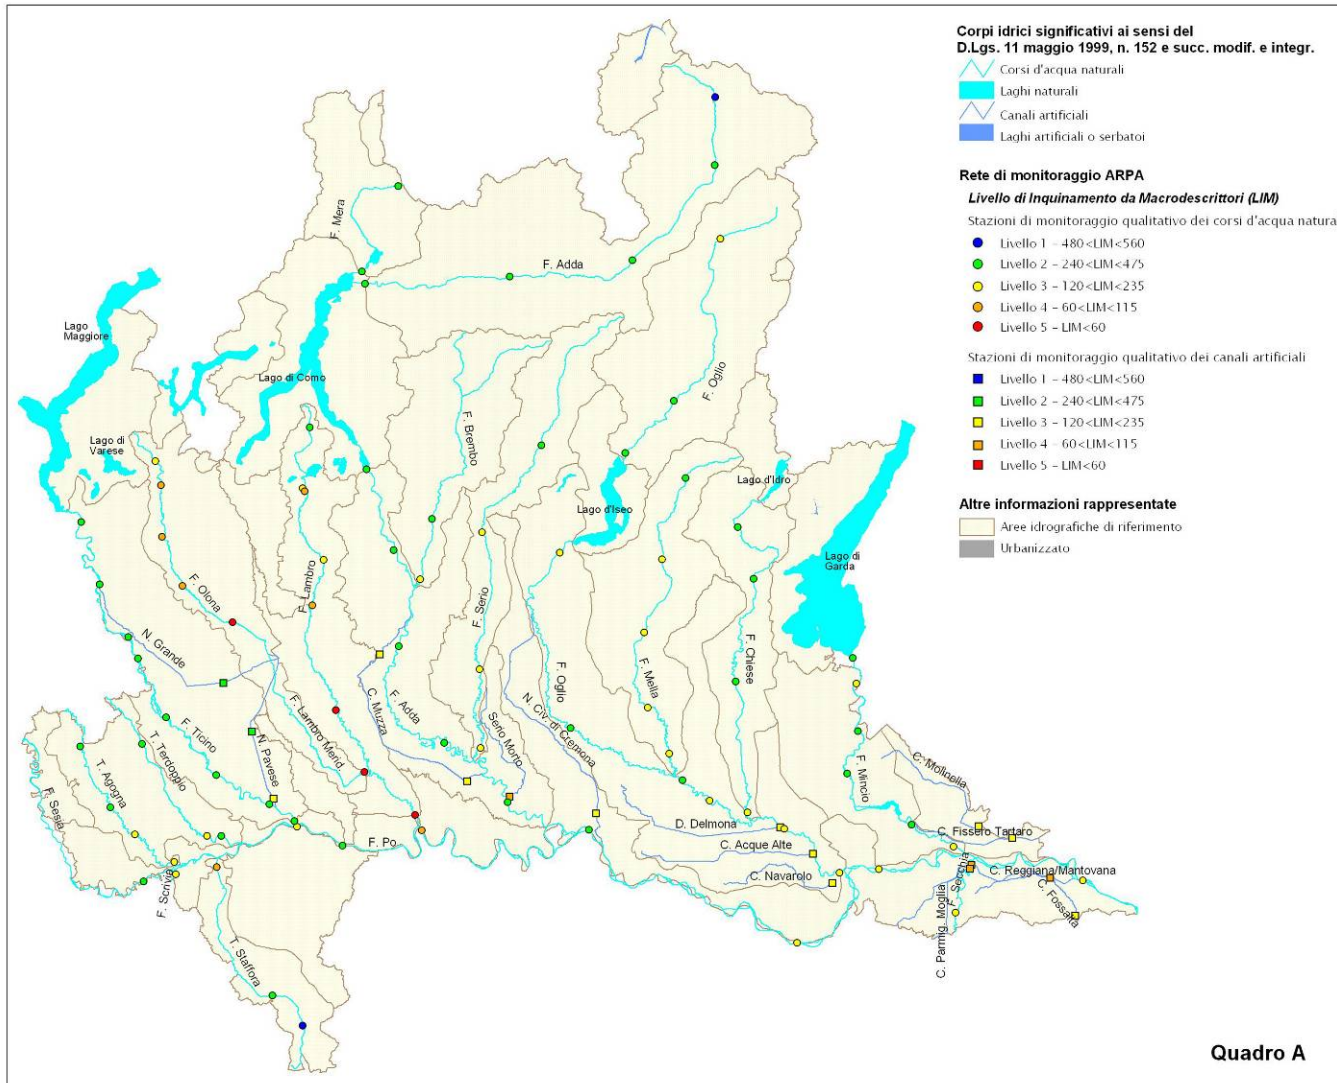 Corpi idrici significativi ai sensi del
D.Lgs. 11 maggio 1999, n. 152 e succ. modif. e integr.
Corsi d'acqua naturali
Laghi naturali
Canali artificiali
Laghi artificiali o serbatoi
Rete di monitoraggio ARPA
Livello di Inquinamento da Macrodescrittori (LIM)
Stazioni di monitoraggio qualitativo dei corsi d'acqua natura
Livello 1 - 480<LIM<560
Livello 2 - 240<LIM<475
Livello 3 - 120<LIM<235
Livello 4 - 60<LIM<115
Livello 5 - LIM<60
Stazioni di monitoraggio qualitativo dei canali artificiali
Livello 1 - 480<LIM<560
Livello 2 - 240<LIM<475
Livello 3 - 120<LIM<235
Livello 4 - 60<LIM<115
Livello 5 - LIM<60
Altre informazioni rappresentate
Aree idrografiche di riferimento
Urbanizzato
F. Mera
F. Adda
Lago
Maggiore
Lago di Como
F. Oglio
F. Brembo
Lago di
Varese
Lago d'Idro
Lago d'Iseo
Lago di
Garda
F. Olona
F. Lambro
F. Serio
N. Grande
F. Chiese
F. Mella
F. Oglio
F. Adda
C. Muzza
F. Lambro Merid.
Serio Morto
N. Civ. di Cremona
F. Ticino
T. Terdoppio
N. Pavese
T. Agogna
F. Sesia
F. Mincio
C. Molinella
D. Delmona
C. Fissero Tartaro
C. Acque Alte
F. Po
F. Scrivia
C. Navarolo
F. Secchia
C. Reggiana/Mantovana
C. Fossalta
C. Parmig. Moglia
T. Staffora
Quadro A